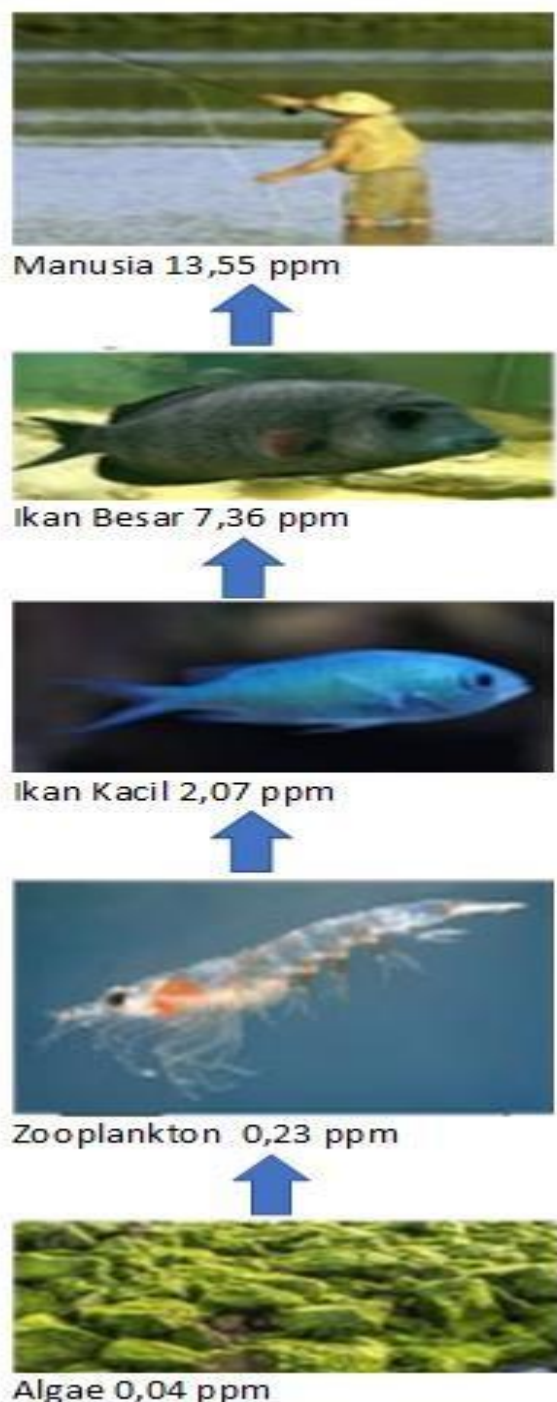 Manusia 13,55 ppm
Ikan Besar 7,36 ppm
Ikan Kacil 2,07 ppm
Zooplankton 0,23 ppm
Algae 0,04 ppm